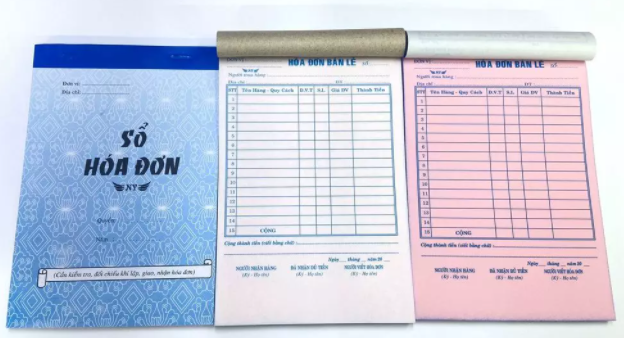 Đơn vị:
Địa chỉ:
SỔ
HÓA ĐƠN
NY
Quyển:
(Cần kiểm tra, đối chiếu khi lập, giao, nhận hóa đơn)
HÓA ĐƠN BÁN LẺ
Người mua hàng
Địa chỉ
STT Tên Hàng - Quy Cách Đ.V.T S.L Giá ĐV Thành Tiền
1
2
3
4
5
6
7
8
9
10
11
12
13
14
15 CỘNG
Cộng thành tiền (viết bằng chữ):
Ngày tháng năm 20
NGƯỜI NHẬN HÀNG ĐÃ NHẬN ĐỦ TIỀN NGƯỜI VIẾT HÓA ĐƠN
(Ký - Họ tên) (Ký - Họ tên) (Ký - Họ tên)
HÓA ĐƠN BÁN LẺ
Người mua hàng
Địa chỉ
STT Tên Hàng - Quy Cách Đ.V.T S.L Giá ĐV Thành Tiền
1
2
3
4
5
6
7
8
9
10
11
12
13
14
15 CỘNG
Cộng thành tiền (viết bằng chữ):
Ngày tháng năm 20
NGƯỜI NHẬN HÀNG ĐÃ NHẬN ĐỦ TIỀN NGƯỜI VIẾT HÓA ĐƠN
(Ký - Họ tên) (Ký - Họ tên) (Ký - Họ tên)